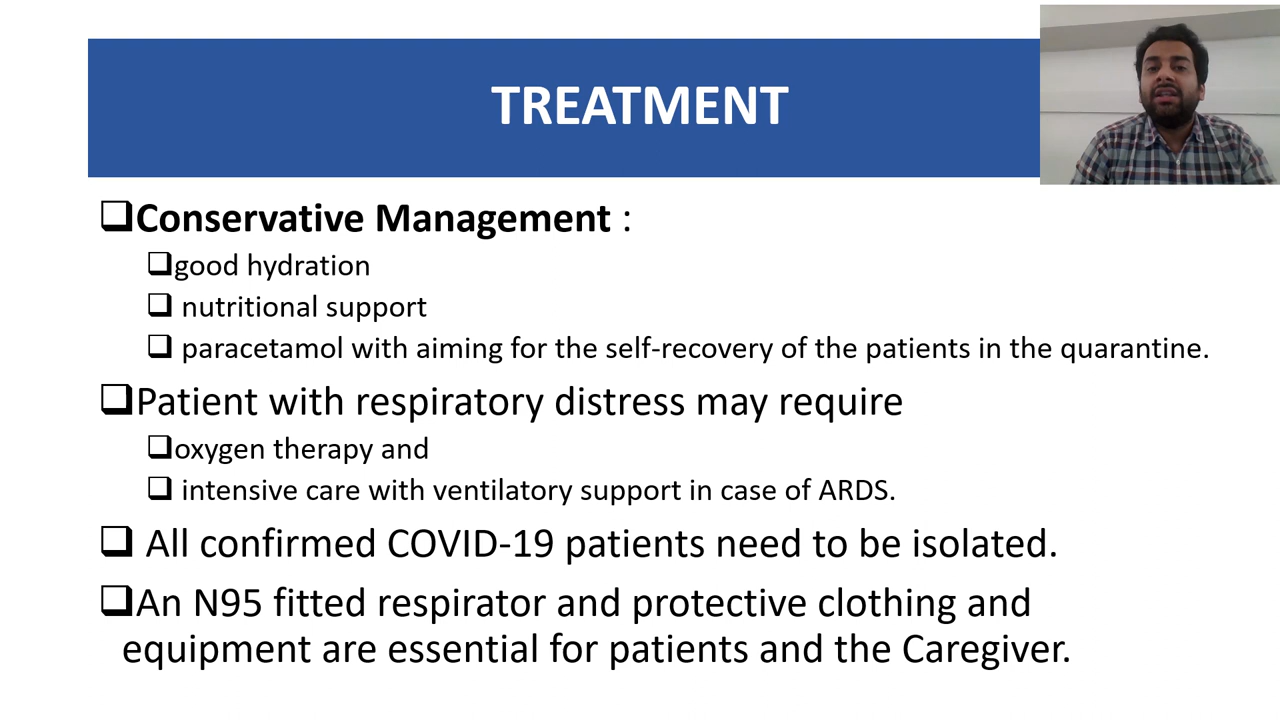 TREATMENT
❑Conservative Management :
❑good hydration
❑ nutritional support
❑ paracetamol with aiming for the self-recovery of the patients in the quarantine.
❑Patient with respiratory distress may require
❑oxygen therapy and
❑ intensive care with ventilatory support in case of ARDS.
❑ All confirmed COVID-19 patients need to be isolated.
❑An N95 fitted respirator and protective clothing and
equipment are essential for patients and the Caregiver.